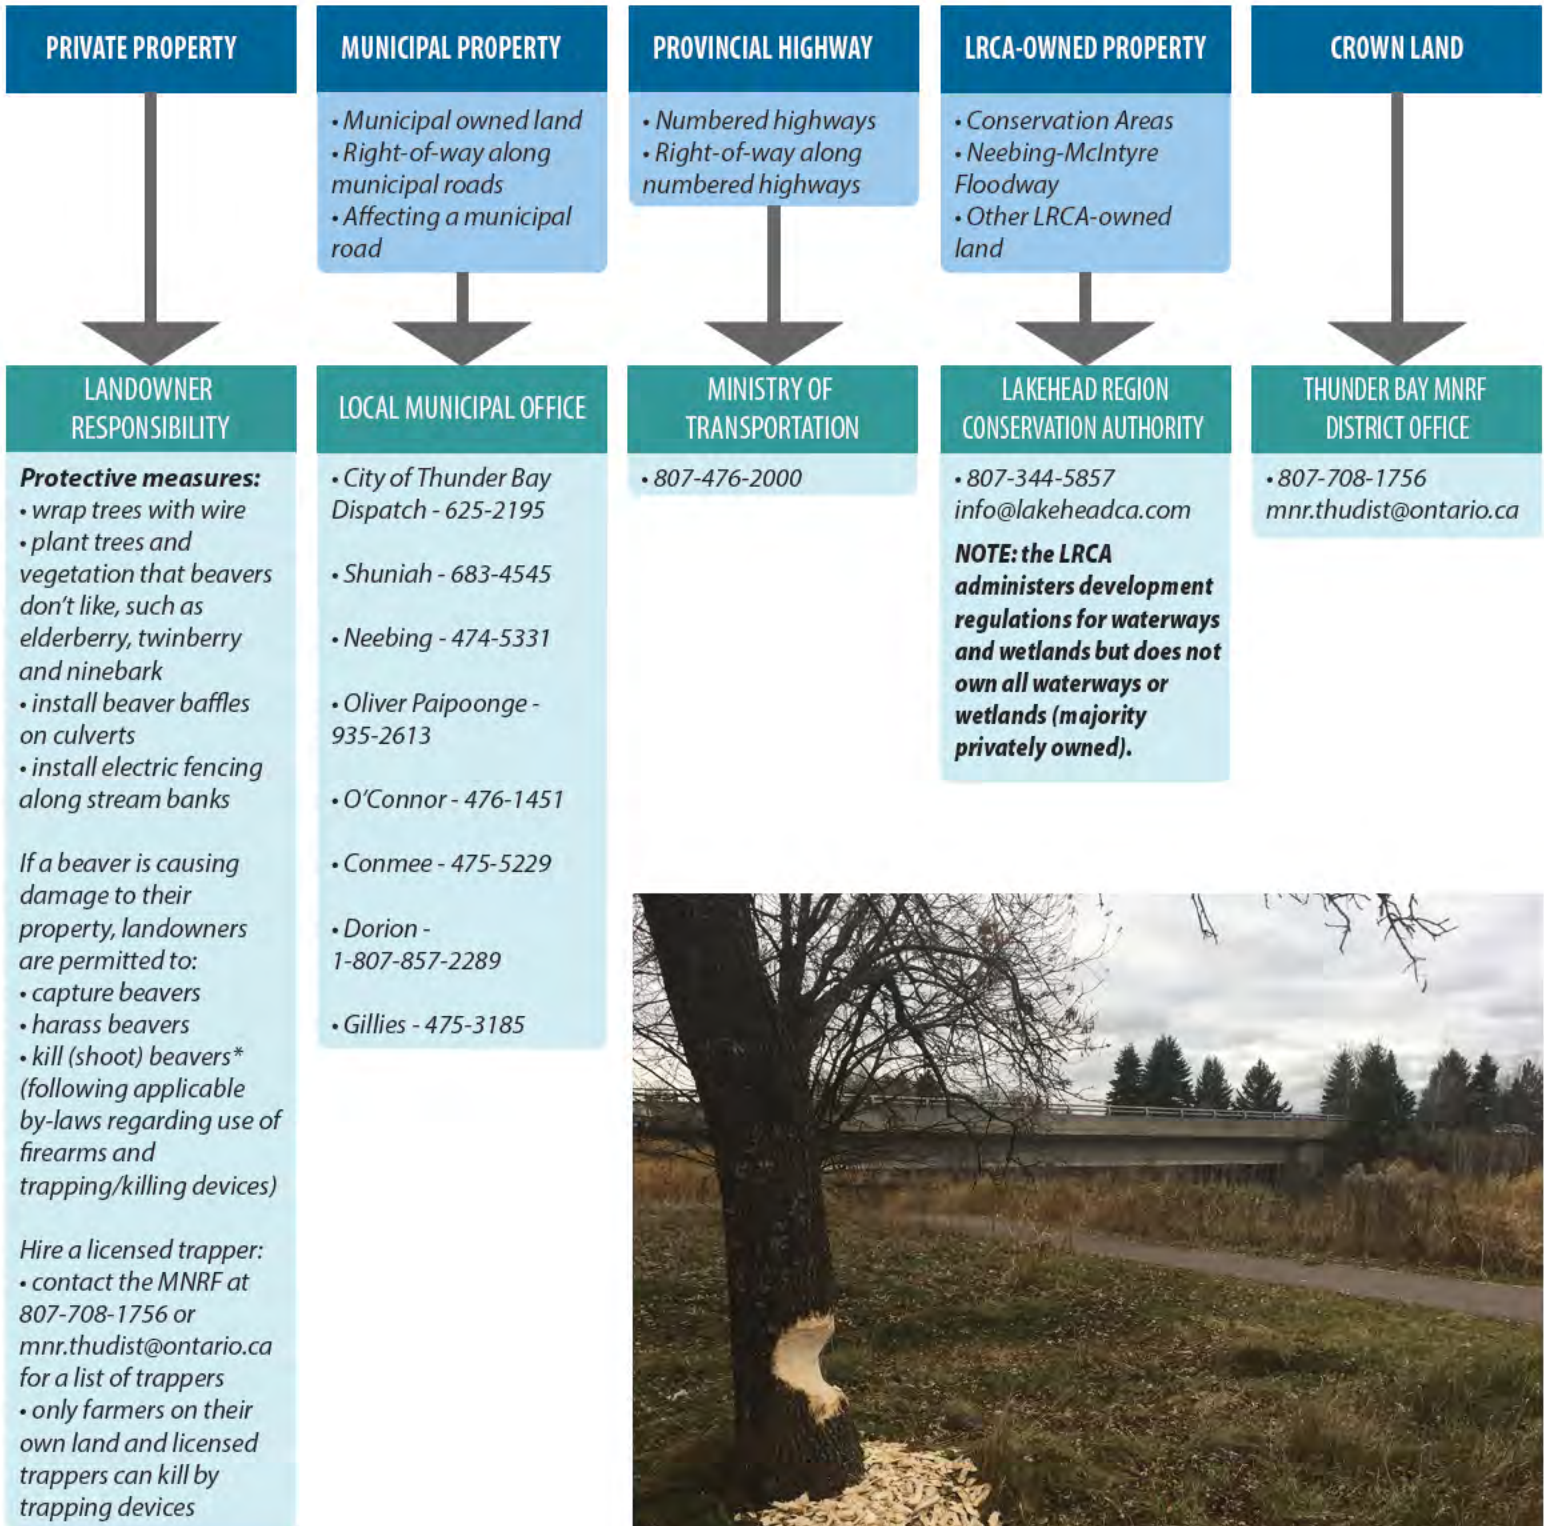 PRIVATE PROPERTY
LANDOWNER
RESPONSIBILITY
Protective measures:
• wrap trees with wire
• plant trees and
vegetation that beavers
don't like, such as
elderberry, twinberry
and ninebark
• install beaver baffles
on culverts
• install electric fencing
along stream banks
If a beaver is causing
damage to their
property, landowners
are permitted to:
• capture beavers
• harass beavers
• kill (shoot) beavers*
(following applicable
by-laws regarding use of
firearms and
trapping/killing devices)
Hire a licensed trapper:
• contact the MNRF at
807-708-1756 or
mnr.thudist@ontario.ca
for a list of trappers
• only farmers on their
own land and licensed
trappers can kill by
trapping devices
MUNICIPAL PROPERTY
• Municipal owned land
• Right-of-way along
municipal roads
• Affecting a municipal
road
LOCAL MUNICIPAL OFFICE
• City of Thunder Bay
Dispatch - 625-2195
• Shuniah - 683-4545
• Neebing - 474-5331
• Oliver Paipoonge -
935-2613
• O'Connor - 476-1451
• Conmee - 475-5229
• Dorion -
1-807-857-2289
• Gillies - 475-3185
PROVINCIAL HIGHWAY
• Numbered highways
• Right-of-way along
numbered highways
MINISTRY OF
TRANSPORTATION
• 807-476-2000
LRCA-OWNED PROPERTY
• Conservation Areas
• Neebing-McIntyre
Floodway
• Other LRCA-owned
land
LAKEHEAD REGION
CONSERVATION AUTHORITY
• 807-344-5857
info@lakeheadca.com
NOTE: the LRCA
administers development
regulations for waterways
and wetlands but does not
own all waterways or
wetlands (majority
privately owned).
CROWN LAND
THUNDER BAY MNRF
DISTRICT OFFICE
• 807-708-1756
mnr.thudist@ontario.ca